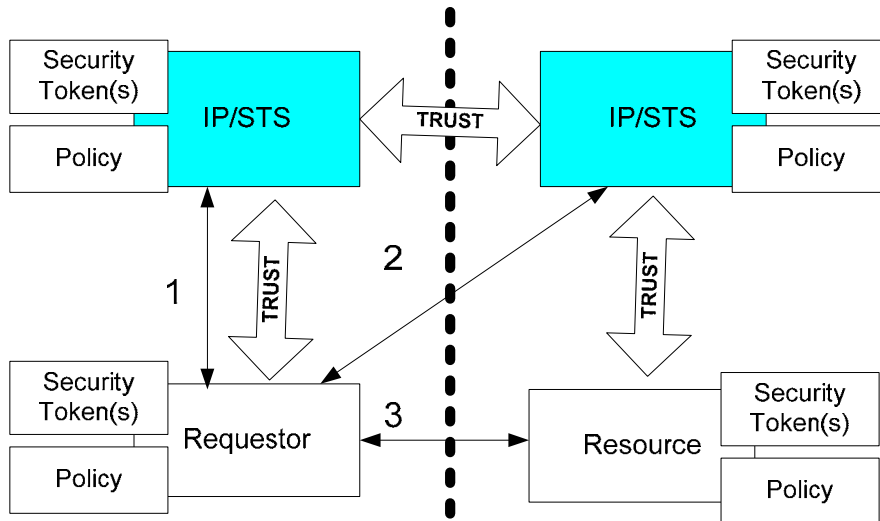 Security
Token(s)
IP/STS
Policy
TRUST
IP/STS
Security
Token(s)
Policy
1
TRUST
2
TRUST
Security
Token(s)
Requestor
Policy
3
Resource
Security
Token(s)
Policy